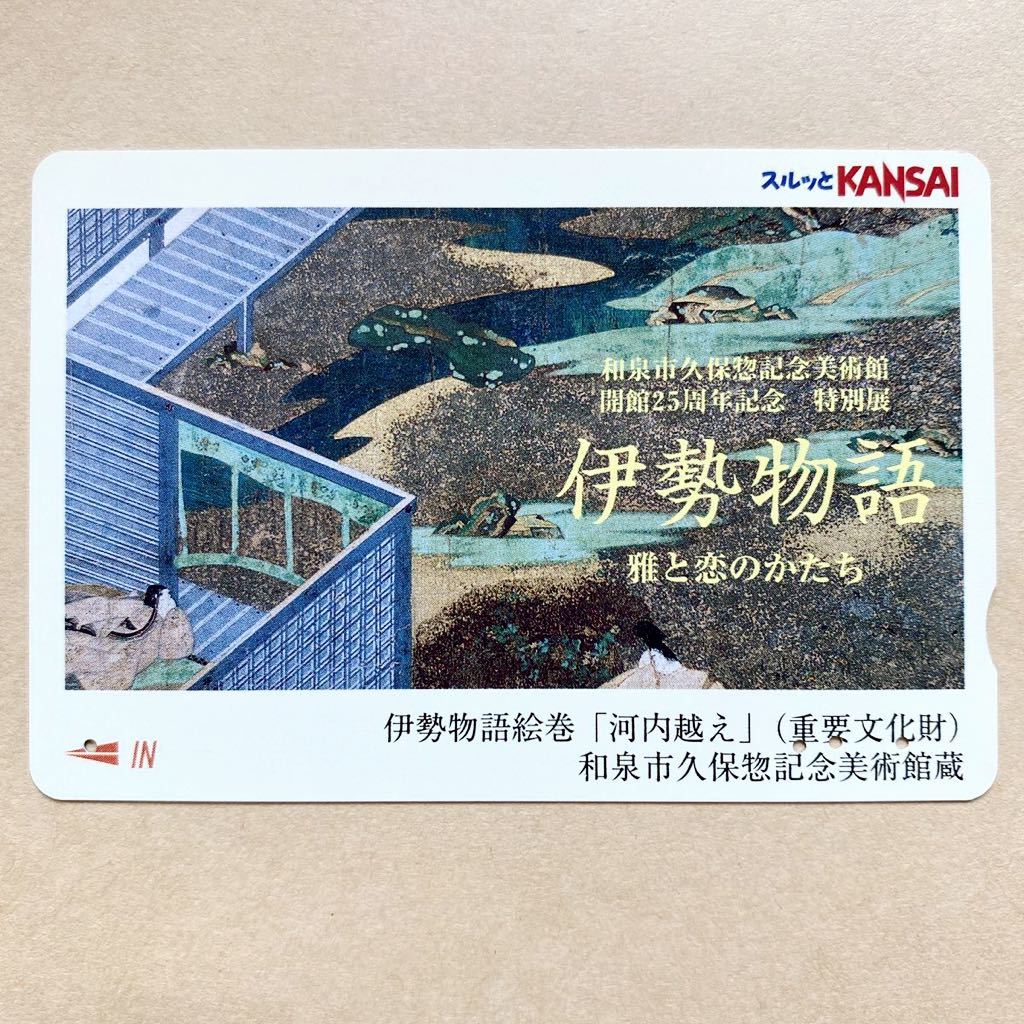 スルッとKANSAI
和泉市久保惣記念美術館
開館25周年記念　特別展
伊勢物語
雅と恋のかたち
伊勢物語絵巻「河内越え」（重要文化財）
和泉市久保惣記念美術館蔵
IN